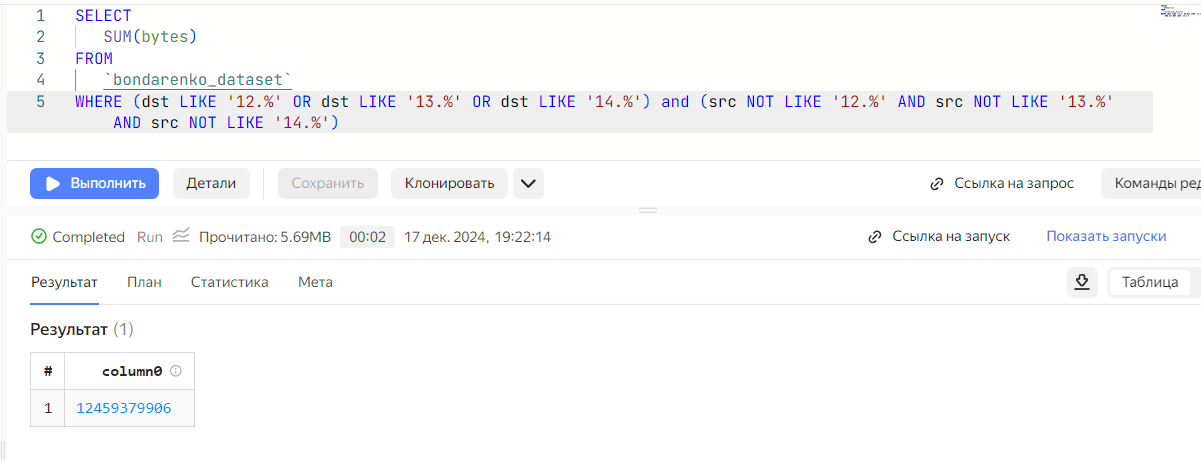 1 SELECT
2 SUM(bytes)
3 FROM
4 `bondarenko_dataset`
5 WHERE (dst LIKE '12.%' OR dst LIKE '13.%' OR dst LIKE '14.%') and (src NOT LIKE '12.%' AND src NOT LIKE '13.%'
AND src NOT LIKE '14.%')
Выполнить Детали Сохранить Клонировать Ссылка на запрос Команды ред
Completed Run Прочитано: 5.69MB 00:02 17 дек. 2024, 19:22:14 Ссылка на запуск Показать запуски
Результат План Статистика Мета Таблица
Результат (1)
# column0
1 12459379906